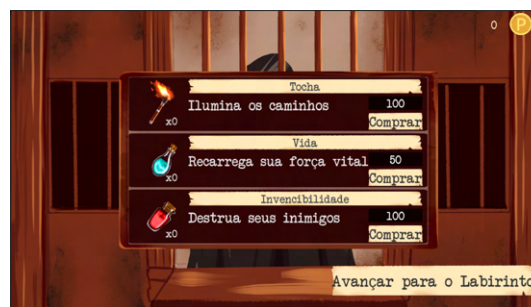 0 P
Tocha
Ilumina os caminhos 100
x0 Comprar
Vida
Recarrega sua força vital 50
x0 Comprar
Invencibilidade
Destrua seus inimigos 100
x0 Comprar
Avançar para o Labirinto